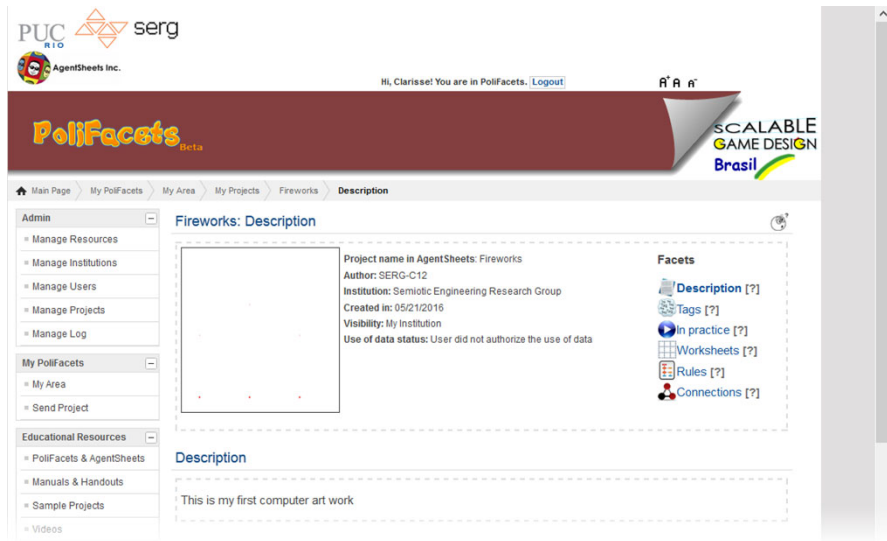 PUC
RIO
serg
AgentSheets Inc.
Hi, Clarisse! You are in PoliFacets. Logout
A+ A A-
PoliFacets
Beta
SCALABLE
GAME DESIGN
Brasil
Main Page My PoliFacets My Area My Projects Fireworks Description
Admin
Manage Resources
Manage Institutions
Manage Users
Manage Projects
Manage Log
My PoliFacets
My Area
Send Project
Educational Resources
PoliFacets & AgentSheets
Manuals & Handouts
Sample Projects
Videos
Fireworks: Description
Project name in AgentSheets: Fireworks
Author: SERG-C12
Institution: Semiotic Engineering Research Group
Created in: 05/21/2016
Visibility: My Institution
Use of data status: User did not authorize the use of data
Facets
Description [?]
Tags [?]
In practice [?]
Worksheets [?]
Rules [?]
Connections [?]
Description
This is my first computer art work